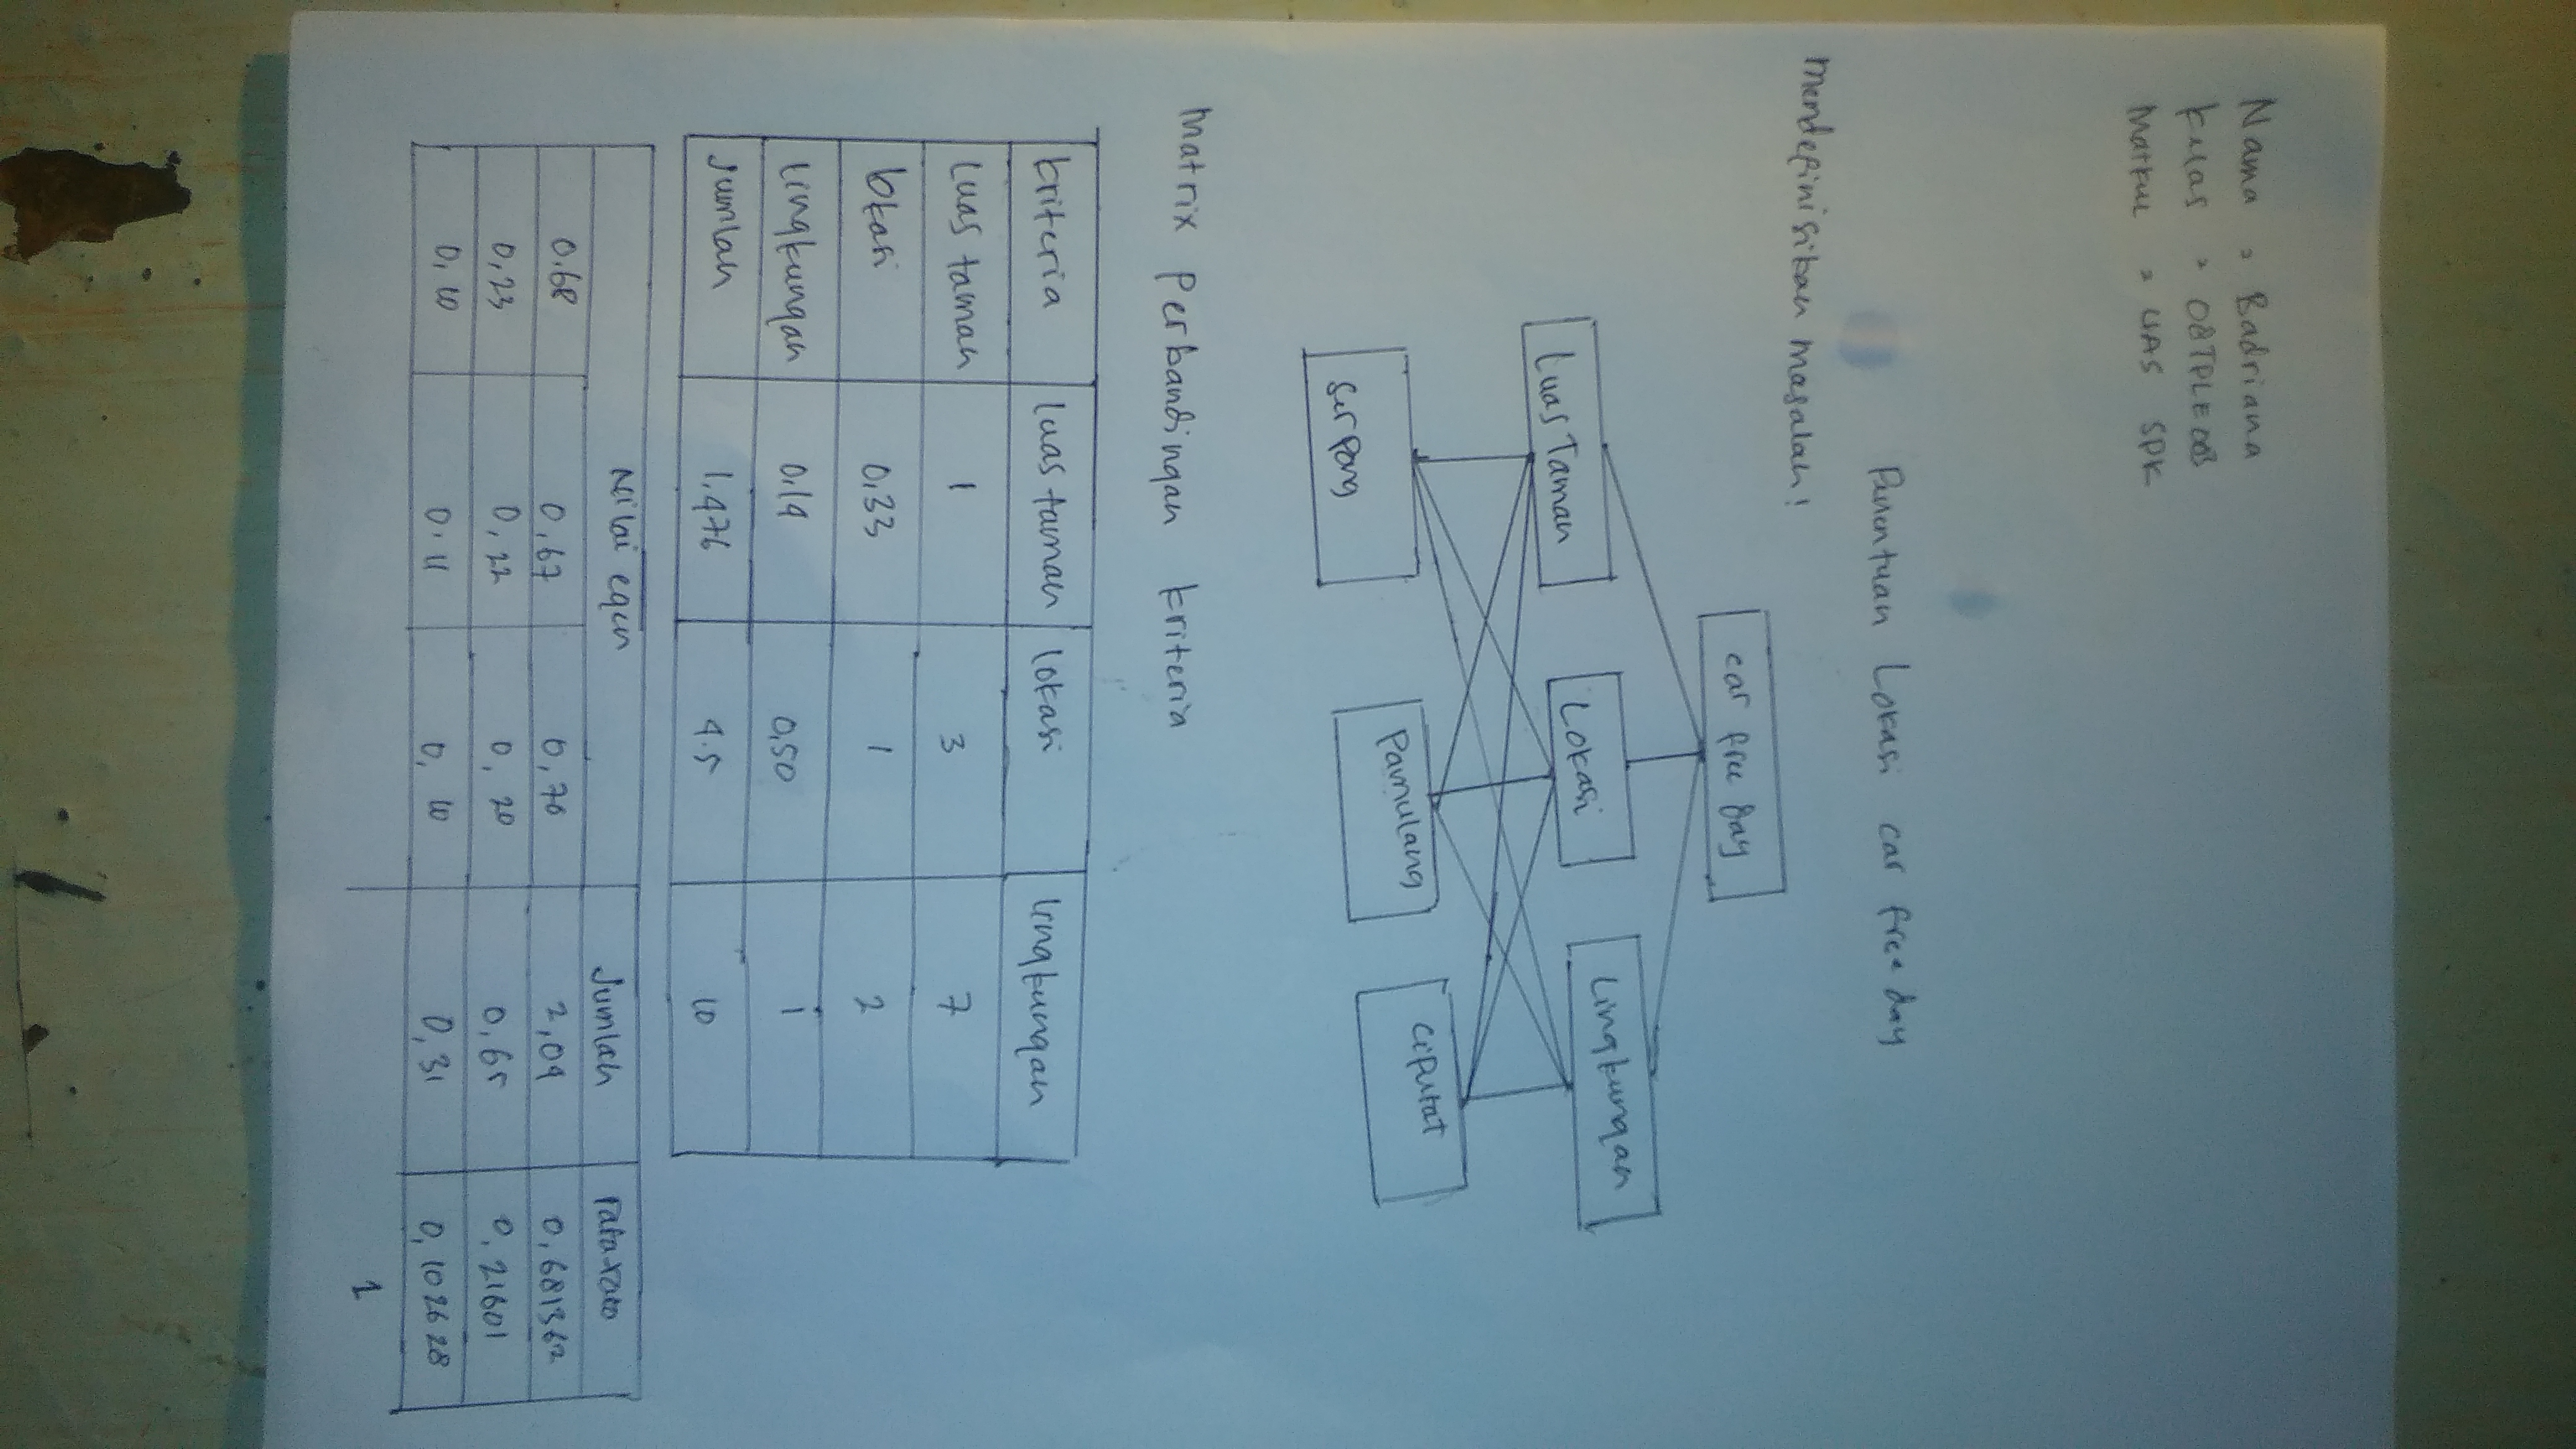 Nama = Badriana
Kelas = 08TPLE008
Matkul = UAS SPK
Penentuan Lokasi car free day
mendefinisikan masalah!
car free day
Luas Taman Lokasi Lingkungan
Serpong Pamulang Ciputat
Matrix Perbandingan kriteria
kriteria luas taman lokasi lingkungan
luas taman 1 3 7
lokasi 0,33 1 2
lingkungan 0,14 0,50 1
Jumlah 1,476 4.5 10
Nilai egen Jumlah rata-rata
0,68 0,67 0,70 2,04 0,681362
0,23 0,22 0,20 0,65 0,21601
0,10 0,11 0,10 0,31 0,102628
1